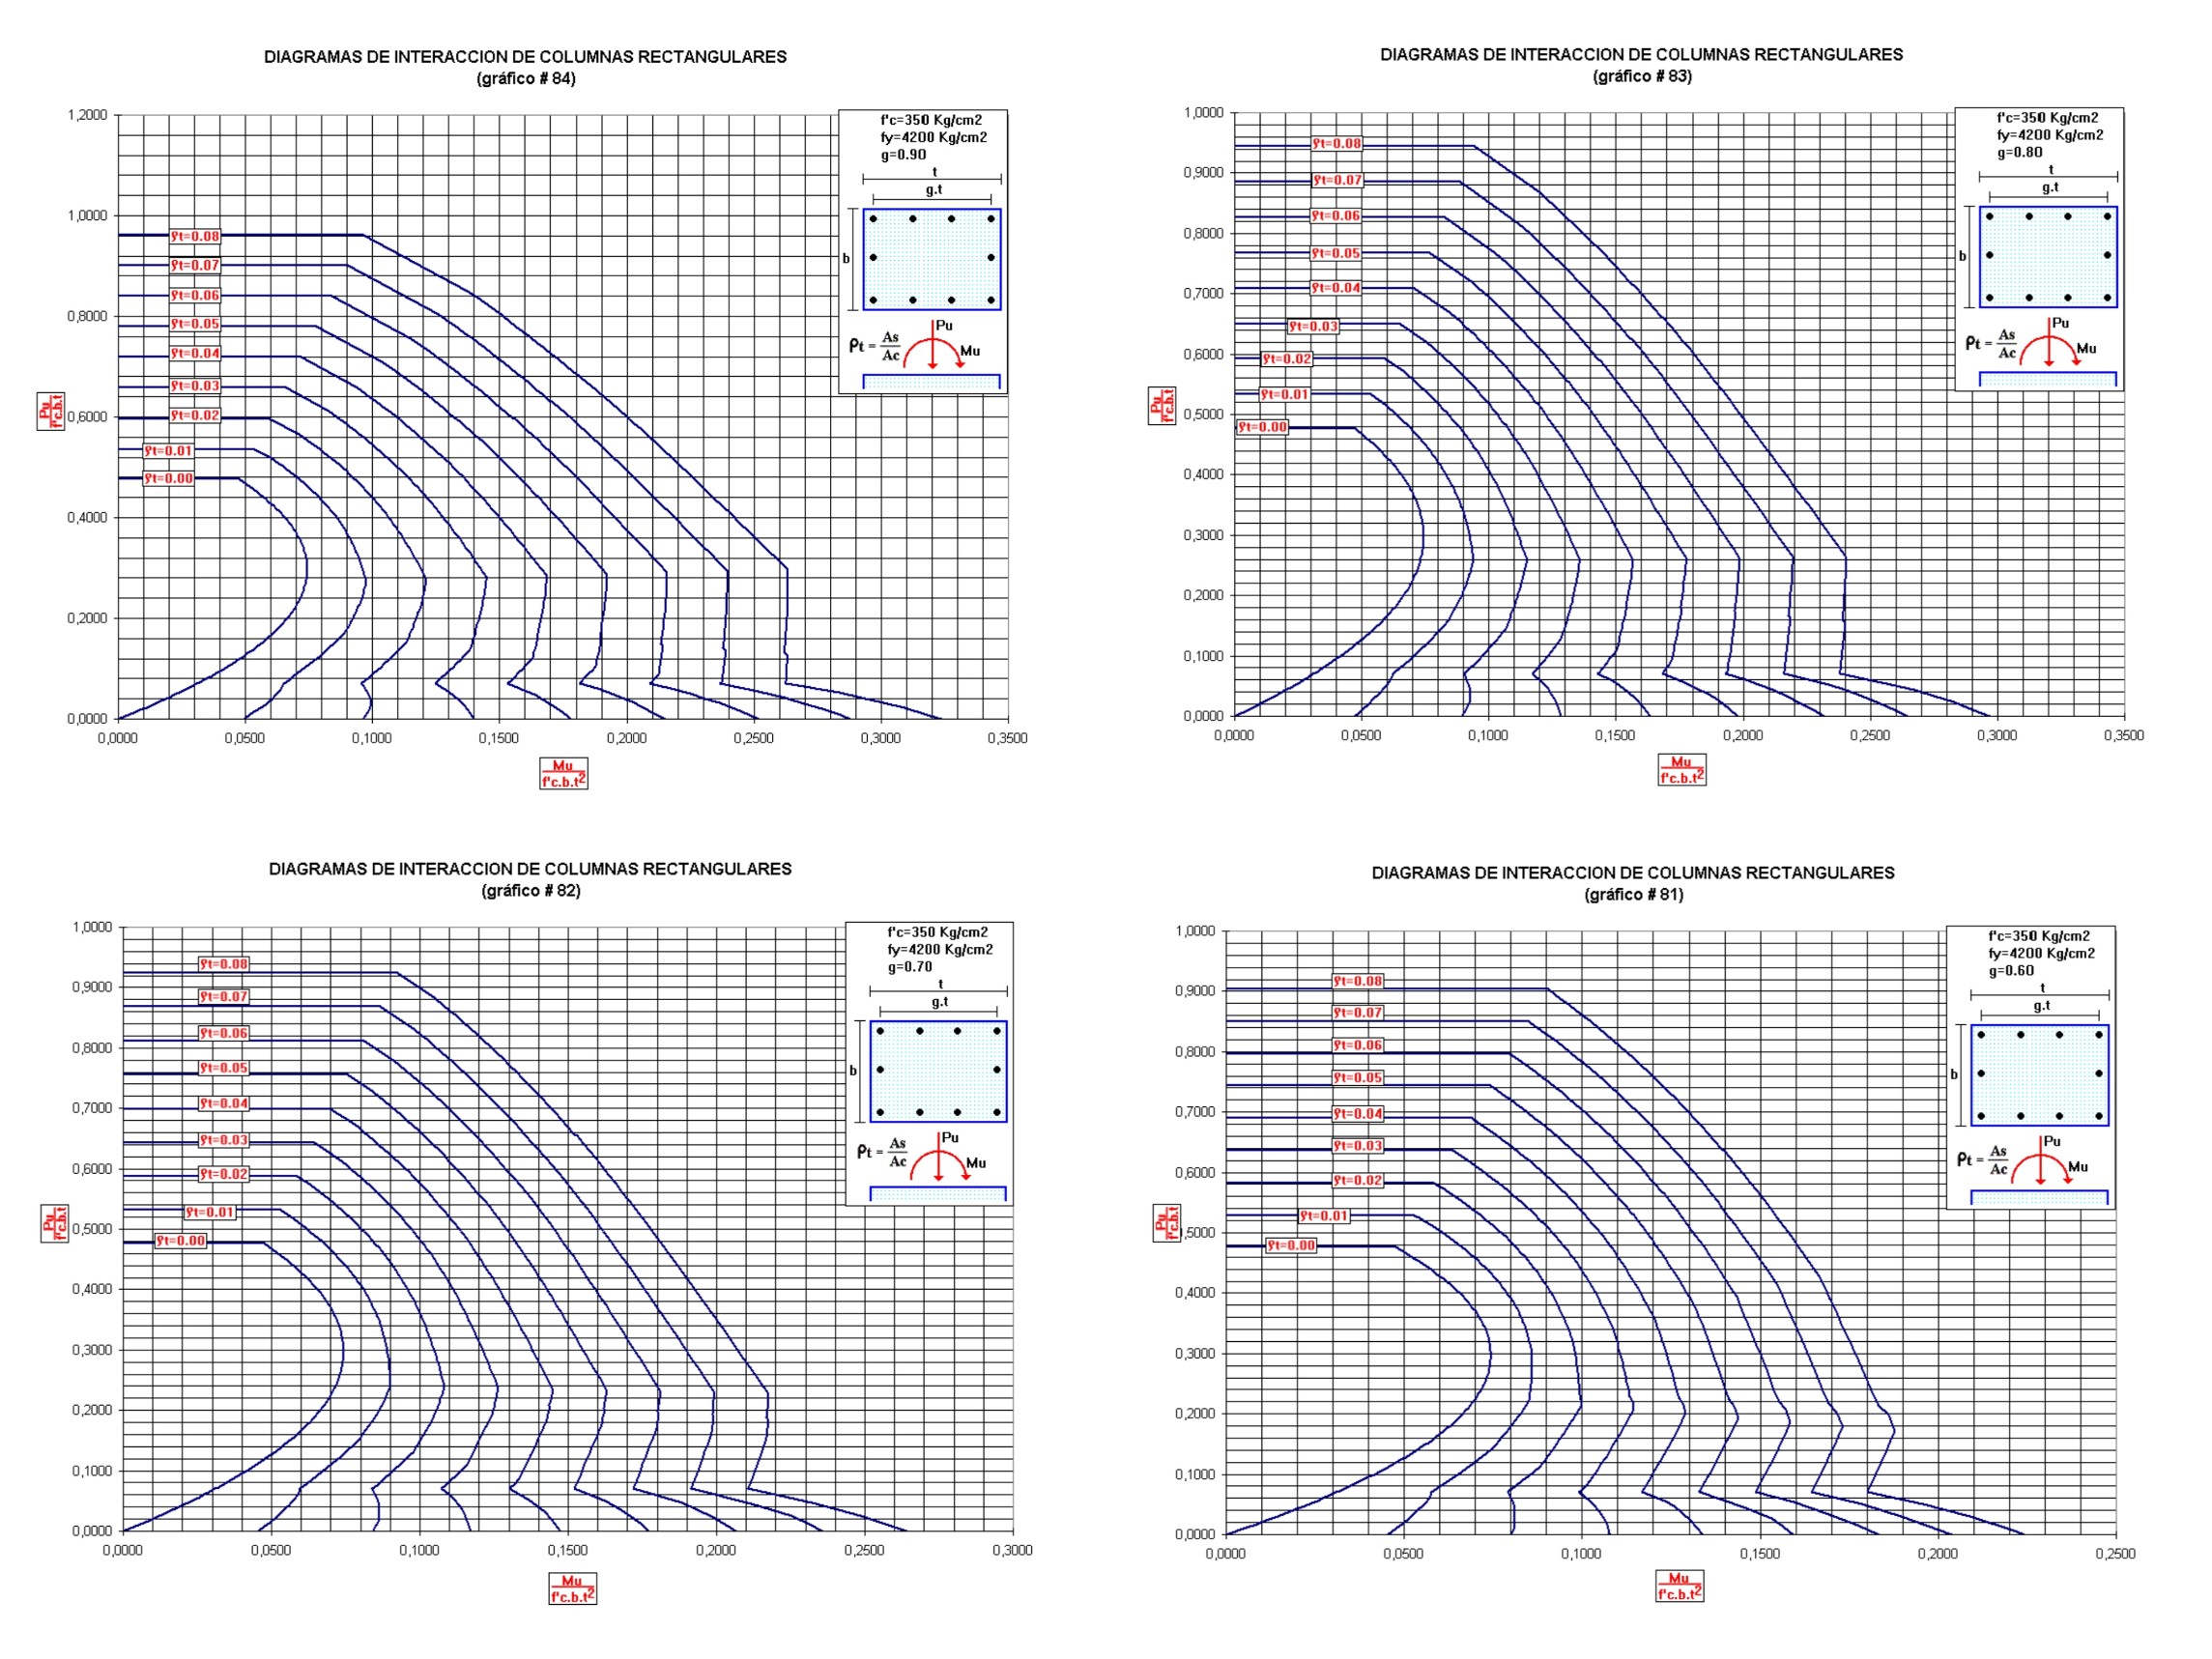 DIAGRAMAS DE INTERACCION DE COLUMNAS RECTANGULARES
(gráfico # 84)
1,2000
1,0000
0,8000
0,6000
0,4000
0,2000
0,0000
Pu
f'c.b.t
ρt=0.08
ρt=0.07
ρt=0.06
ρt=0.05
ρt=0.04
ρt=0.03
ρt=0.02
ρt=0.01
ρt=0.00
f'c=350 Kg/cm2
fy=4200 Kg/cm2
g=0.90
t
g.t
b
Pu
ρt = As
Ac
Mu
0,0000 0,0500 0,1000 0,1500 0,2000 0,2500 0,3000 0,3500
Mu
f'c.b.t2
DIAGRAMAS DE INTERACCION DE COLUMNAS RECTANGULARES
(gráfico # 83)
1,0000
0,9000
0,8000
0,7000
0,6000
0,5000
0,4000
0,3000
0,2000
0,1000
0,0000
Pu
f'c.b.t
ρt=0.08
ρt=0.07
ρt=0.06
ρt=0.05
ρt=0.04
ρt=0.03
ρt=0.02
ρt=0.01
ρt=0.00
f'c=350 Kg/cm2
fy=4200 Kg/cm2
g=0.80
t
g.t
b
Pu
ρt = As
Ac
Mu
0,0000 0,0500 0,1000 0,1500 0,2000 0,2500 0,3000 0,3500
Mu
f'c.b.t2
DIAGRAMAS DE INTERACCION DE COLUMNAS RECTANGULARES
(gráfico # 82)
1,0000
0,9000
0,8000
0,7000
0,6000
0,5000
0,4000
0,3000
0,2000
0,1000
0,0000
Pu
f'c.b.t
ρt=0.08
ρt=0.07
ρt=0.06
ρt=0.05
ρt=0.04
ρt=0.03
ρt=0.02
ρt=0.01
ρt=0.00
f'c=350 Kg/cm2
fy=4200 Kg/cm2
g=0.70
t
g.t
b
Pu
ρt = As
Ac
Mu
0,0000 0,0500 0,1000 0,1500 0,2000 0,2500 0,3000
Mu
f'c.b.t2
DIAGRAMAS DE INTERACCION DE COLUMNAS RECTANGULARES
(gráfico # 81)
1,0000
0,9000
0,8000
0,7000
0,6000
,5000
0,4000
0,3000
0,2000
0,1000
0,0000
Pu
f'c.b.t
ρt=0.08
ρt=0.07
ρt=0.06
ρt=0.05
ρt=0.04
ρt=0.03
ρt=0.02
ρt=0.01
ρt=0.00
f'c=350 Kg/cm2
fy=4200 Kg/cm2
g=0.60
t
g.t
b
Pu
ρt = As
Ac
Mu
0,0000 0,0500 0,1000 0,1500 0,2000 0,2500
Mu
f'c.b.t2